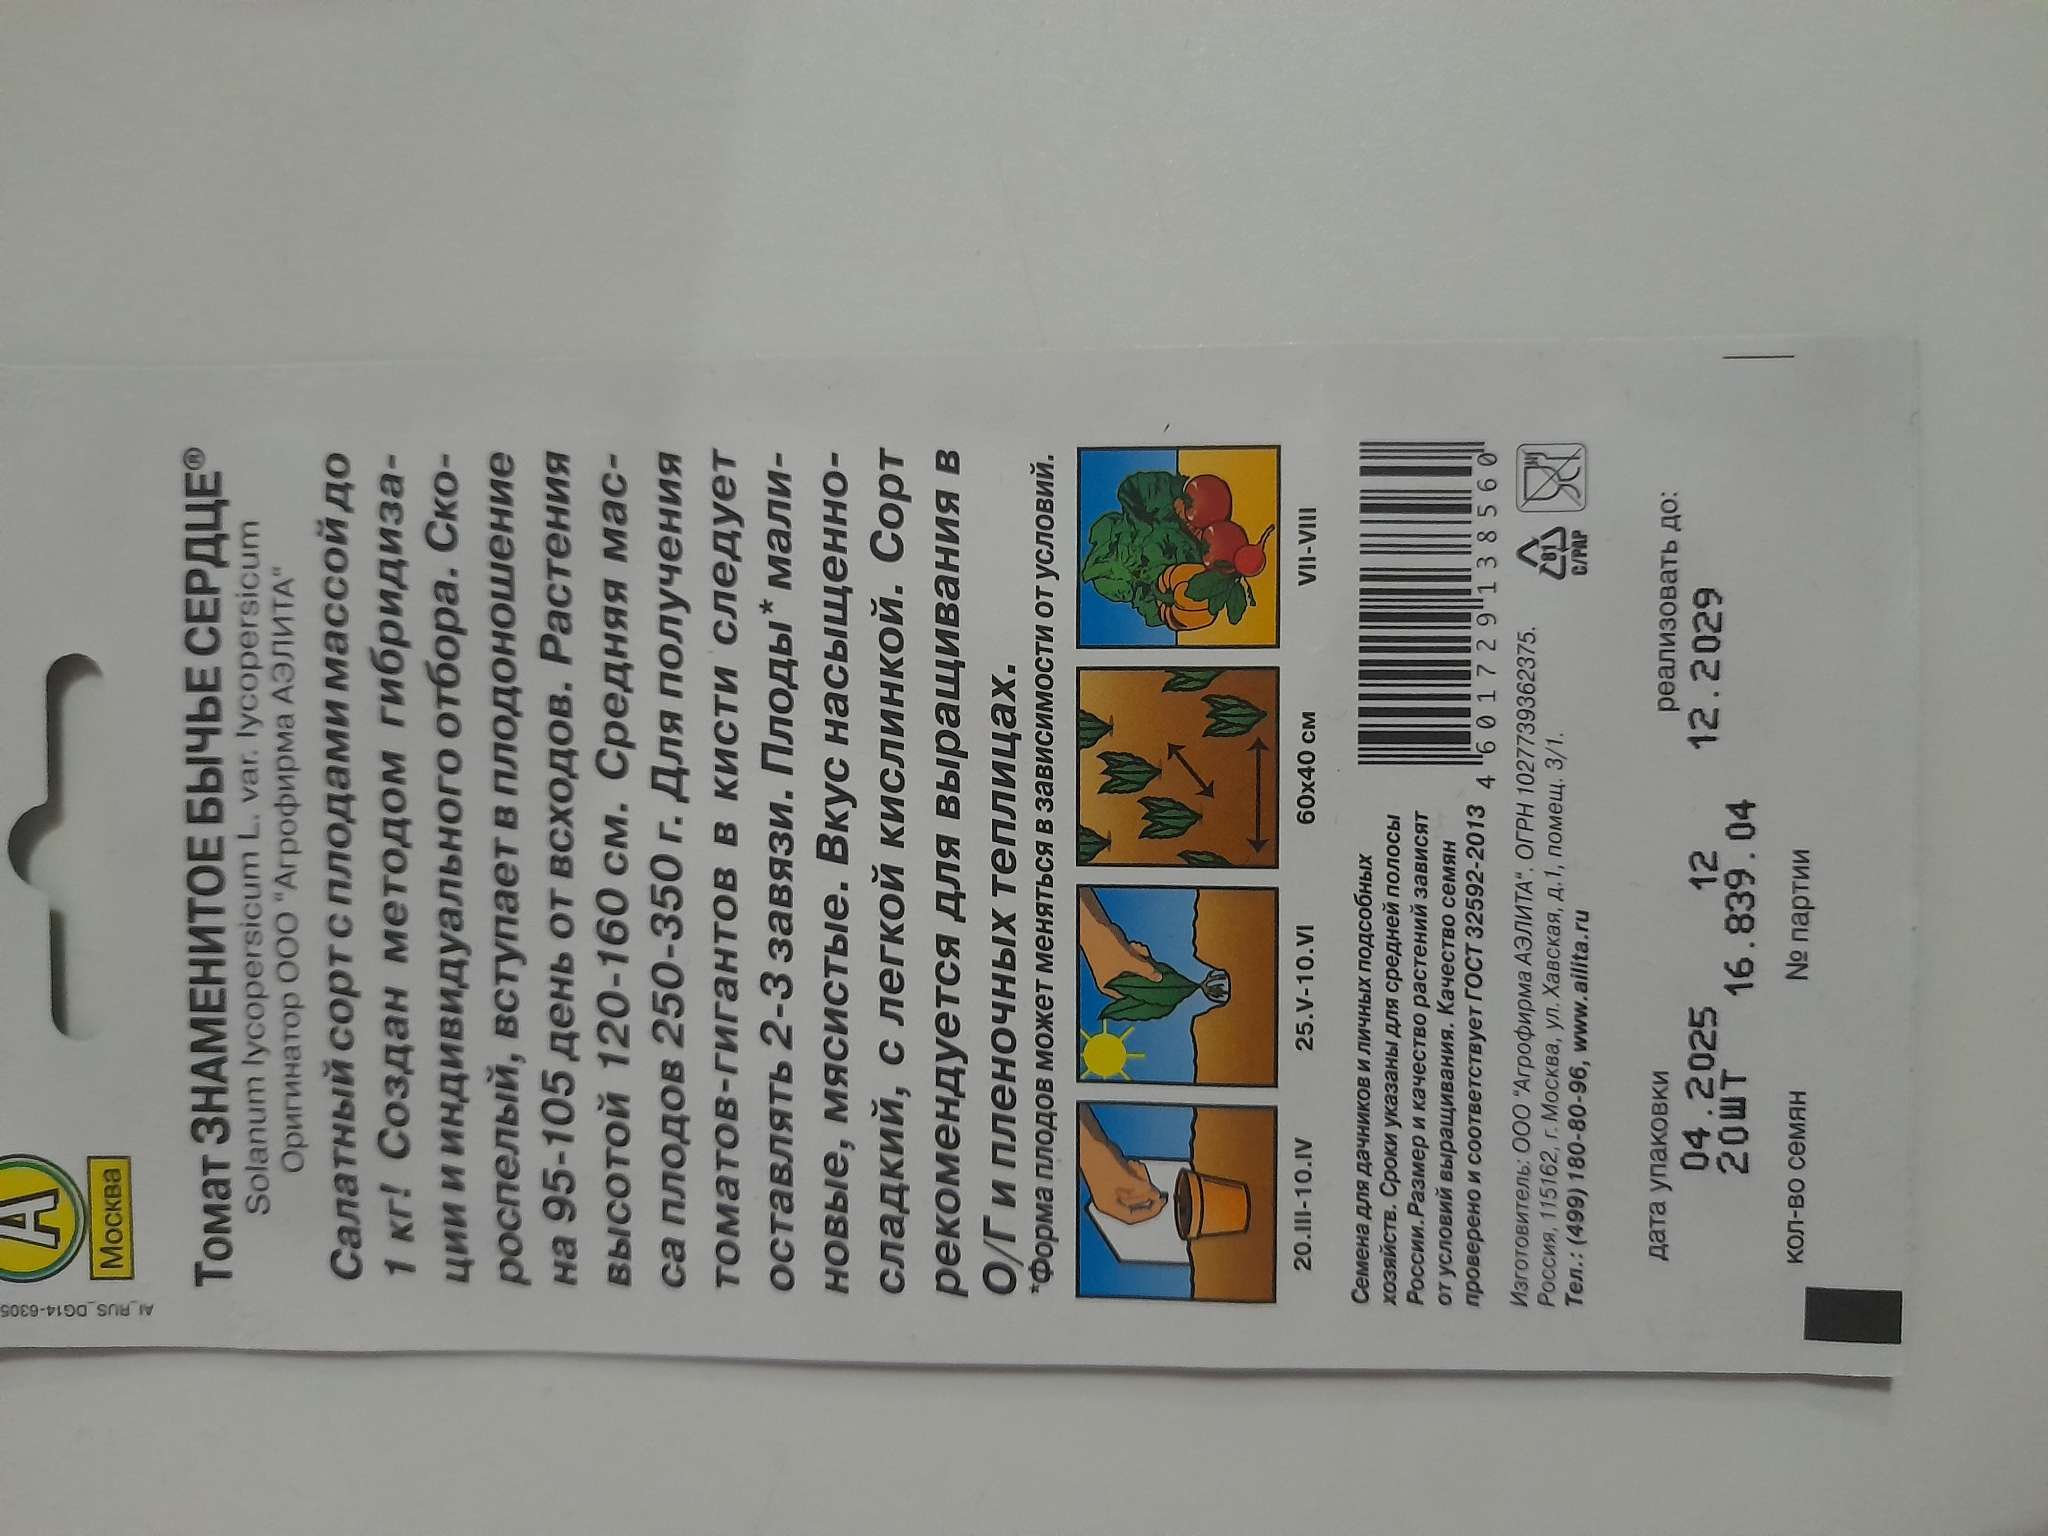 А
Москва
AI_RUS_DG14-6305
Томат ЗНАМЕНИТОЕ БЫЧЬЕ СЕРДЦЕ®
Solanum lycopersicum L. var. lycopersicum
Оригинатор ООО "Агрофирма АЭЛИТА"
Салатный сорт с плодами массой до
1 кг! Создан методом гибридиза-
ции и индивидуального отбора. Ско-
роспелый, вступает в плодоношение
на 95-105 день от всходов. Растения
высотой 120-160 см. Средняя мас-
са плодов 250-350 г. Для получения
томатов-гигантов в кисти следует
оставлять 2-3 завязи. Плоды* мали-
новые, мясистые. Вкус насыщенно-
сладкий, с легкой кислинкой. Сорт
рекомендуется для выращивания в
О/Г и пленочных теплицах.
*Форма плодов может меняться в зависимости от условий.
20.III-10.IV 25.V-10.VI 60x40 см VII-VIII
Семена для дачников и личных подсобных
хозяйств. Сроки указаны для средней полосы
России. Размер и качество растений зависят
от условий выращивания. Качество семян
проверено и соответствует ГОСТ 32592-2013
4 601729 138560
Изготовитель: ООО "Агрофирма АЭЛИТА". ОГРН 1027739362375.
Россия, 115162, г. Москва, ул. Хавская, д.1, помещ. 3/1.
Тел.: (499) 180-80-96, www.ailita.ru
81
C/PAP
дата упаковки реализовать до:
04.2025 12 12.2029
20ШТ 16.839.04
кол-во семян № партии